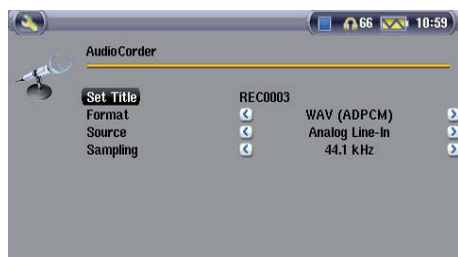 66 10:59
AudioCorder
Set Title REC0003
Format WAV (ADPCM)
Source Analog Line-In
Sampling 44.1 kHz